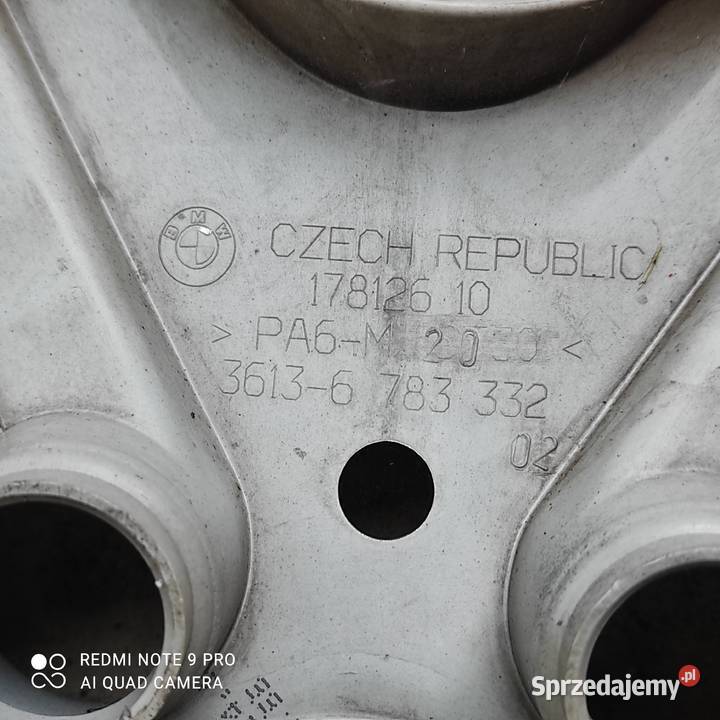 BMW
CZECH REPUBLIC
178126 10
> PA6-M 20 <
3613-6 783 332
02
REDMI NOTE 9 PRO
AI QUAD CAMERA
Sprzedajemy.pl